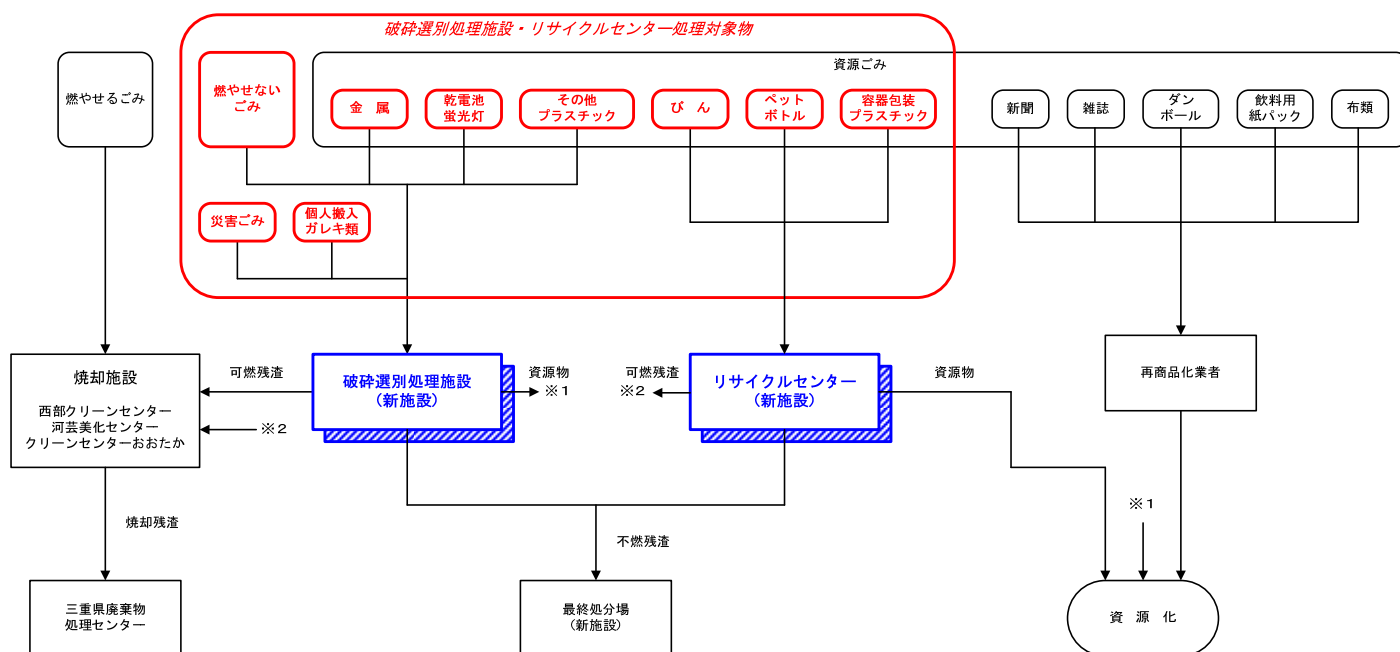 破砕選別処理施設・リサイクルセンター処理対象物
資源ごみ
燃やせるごみ
燃やせない
ごみ
金 属
乾電池
蛍光灯
その他
プラスチック
びん
ペット
ボトル
容器包装
プラスチック
新聞
雑誌
ダン
ボール
飲料用
紙パック
布類
災害ごみ
個人搬入
ガレキ類
焼却施設
西部クリーンセンター
河芸美化センター
クリーンセンターおおたか
可燃残渣
※2
破砕選別処理施設
(新施設)
資源物
※1
可燃残渣
※2
リサイクルセンター
(新施設)
資源物
再商品化業者
※1
焼却残渣
不燃残渣
三重県廃棄物
処理センター
最終処分場
(新施設)
資 源 化